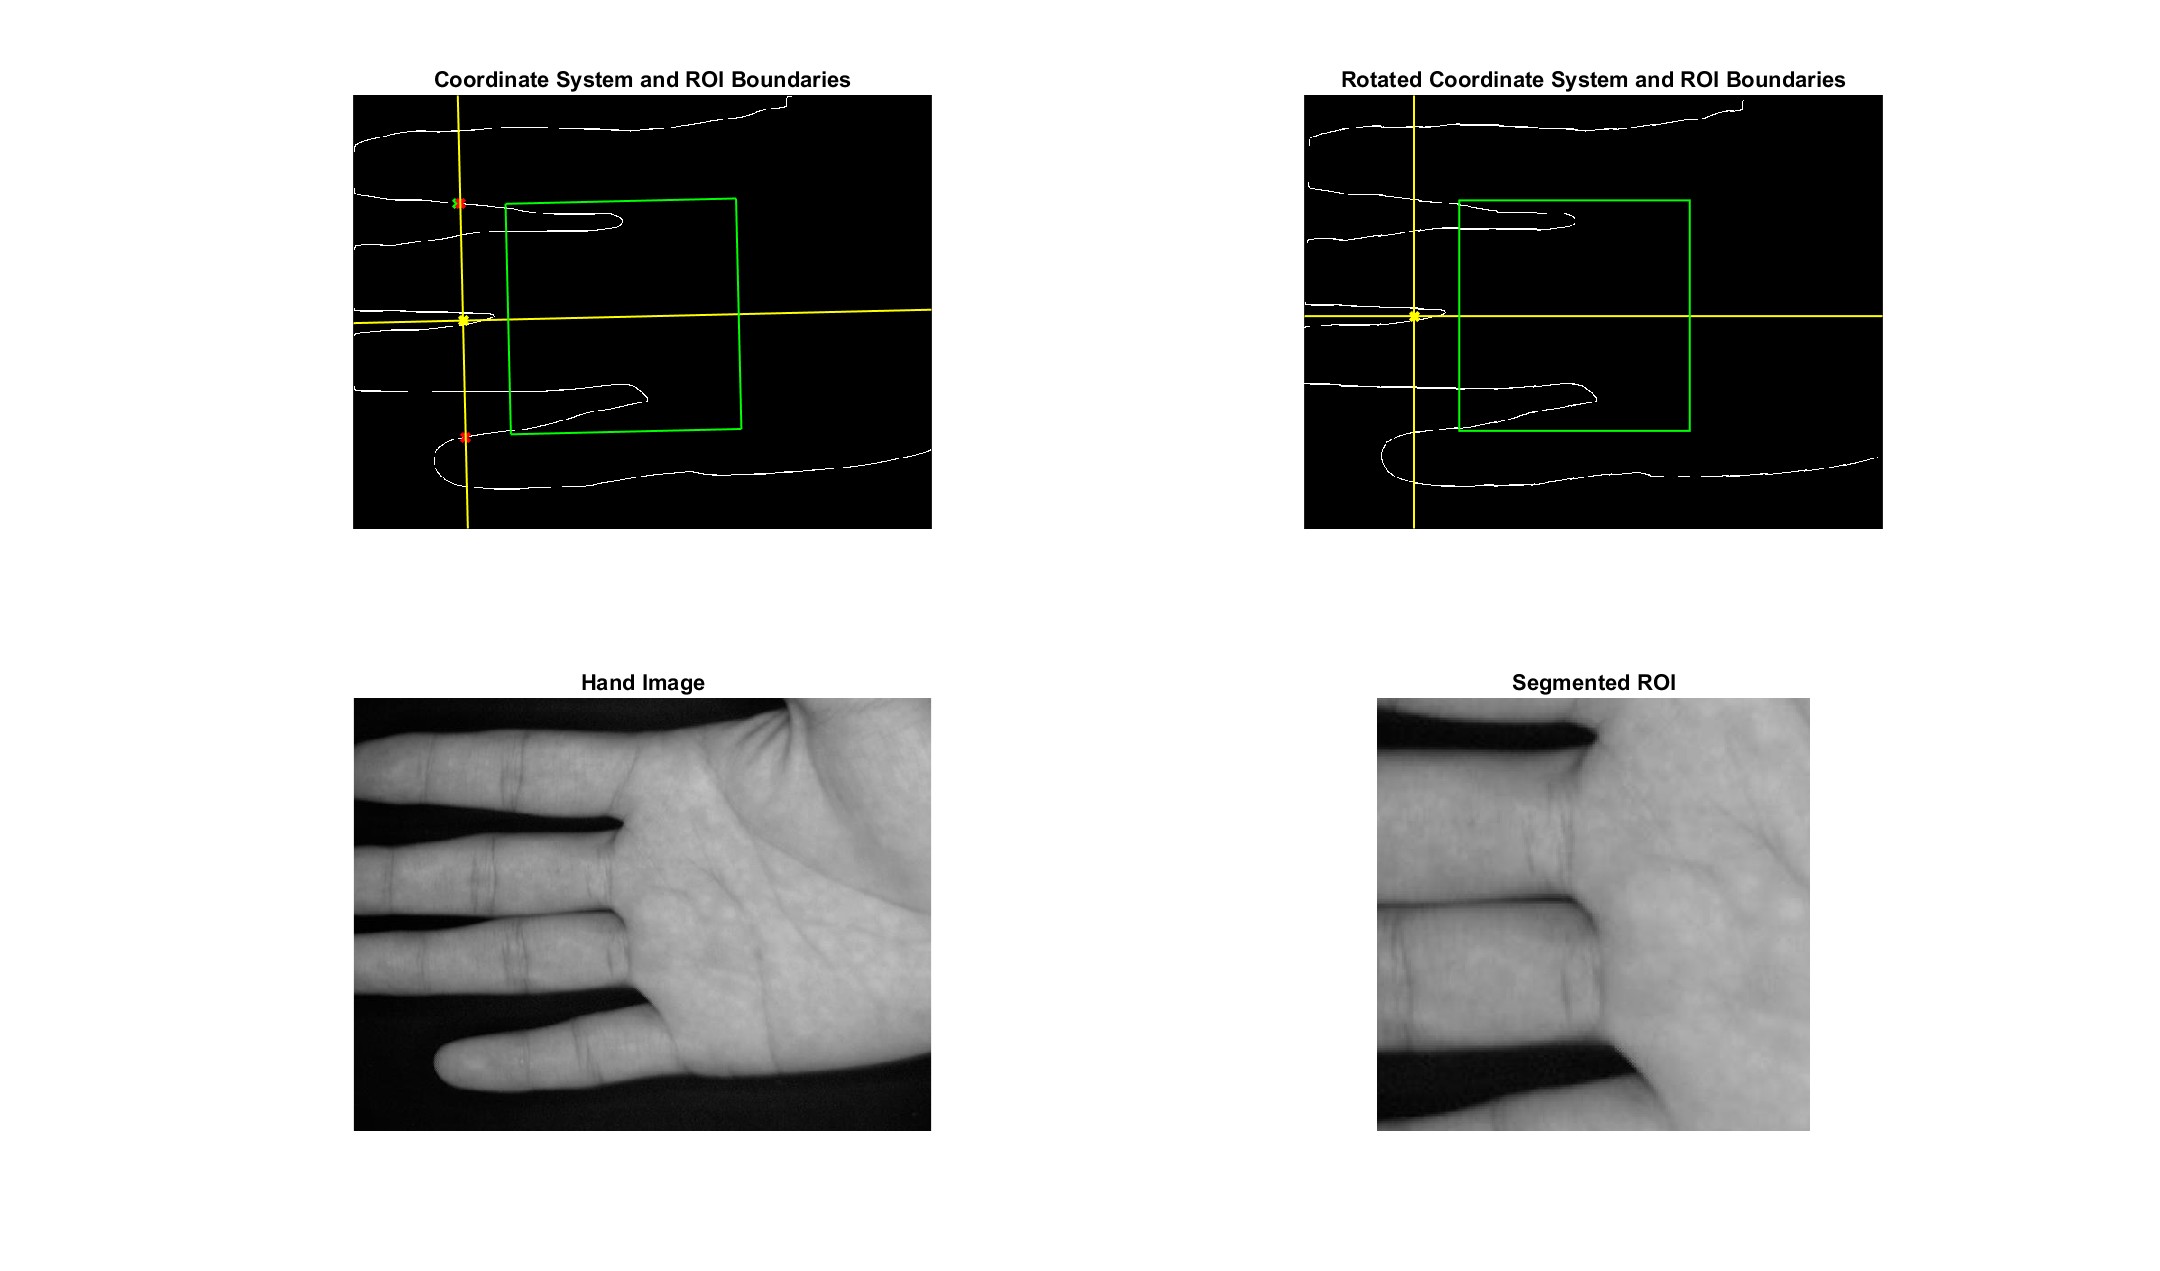 Coordinate System and ROI Boundaries
Rotated Coordinate System and ROI Boundaries
Hand Image
Segmented ROI